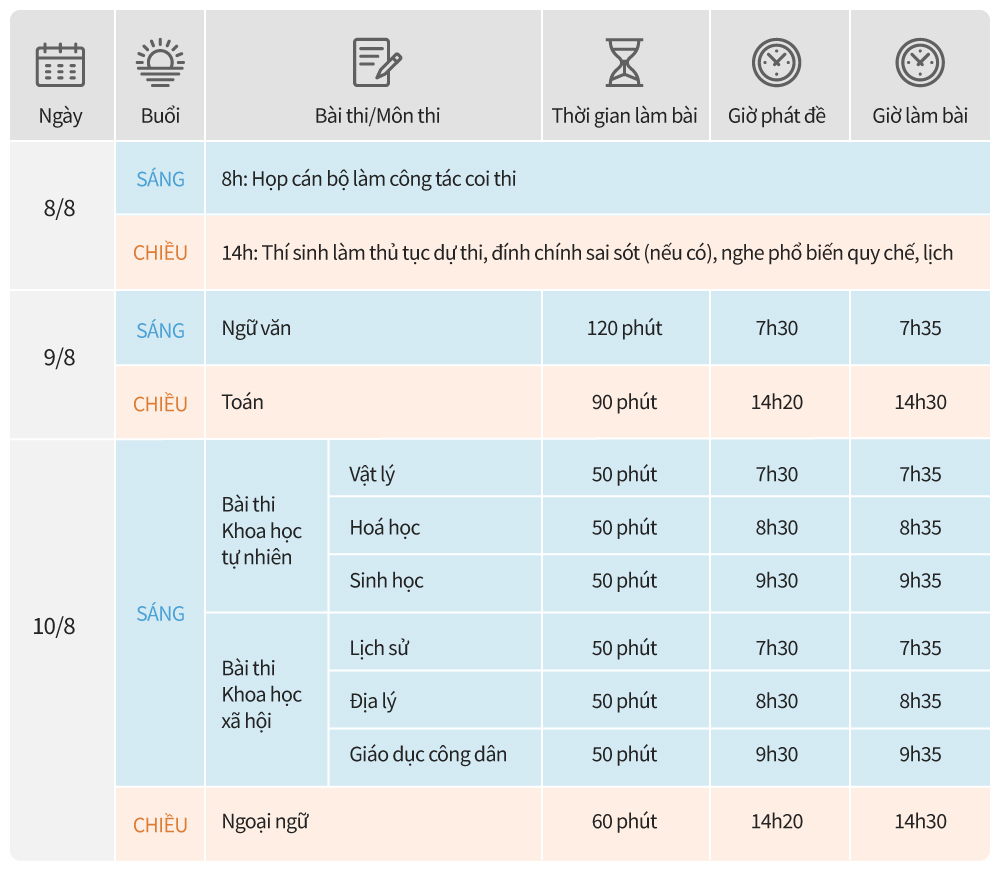 Ngày Buổi Bài thi/Môn thi Thời gian làm bài Giờ phát đề Giờ làm bài
8/8
SÁNG 8h: Họp cán bộ làm công tác coi thi
CHIỀU 14h: Thí sinh làm thủ tục dự thi, đính chính sai sót (nếu có), nghe phổ biến quy chế, lịch
9/8
SÁNG Ngữ văn 120 phút 7h30 7h35
CHIỀU Toán 90 phút 14h20 14h30
10/8
SÁNG
Bài thi
Khoa học
tự nhiên
Vật lý 50 phút 7h30 7h35
Hoá học 50 phút 8h30 8h35
Sinh học 50 phút 9h30 9h35
Bài thi
Khoa học
xã hội
Lịch sử 50 phút 7h30 7h35
Địa lý 50 phút 8h30 8h35
Giáo dục công dân 50 phút 9h30 9h35
CHIỀU Ngoại ngữ 60 phút 14h20 14h30